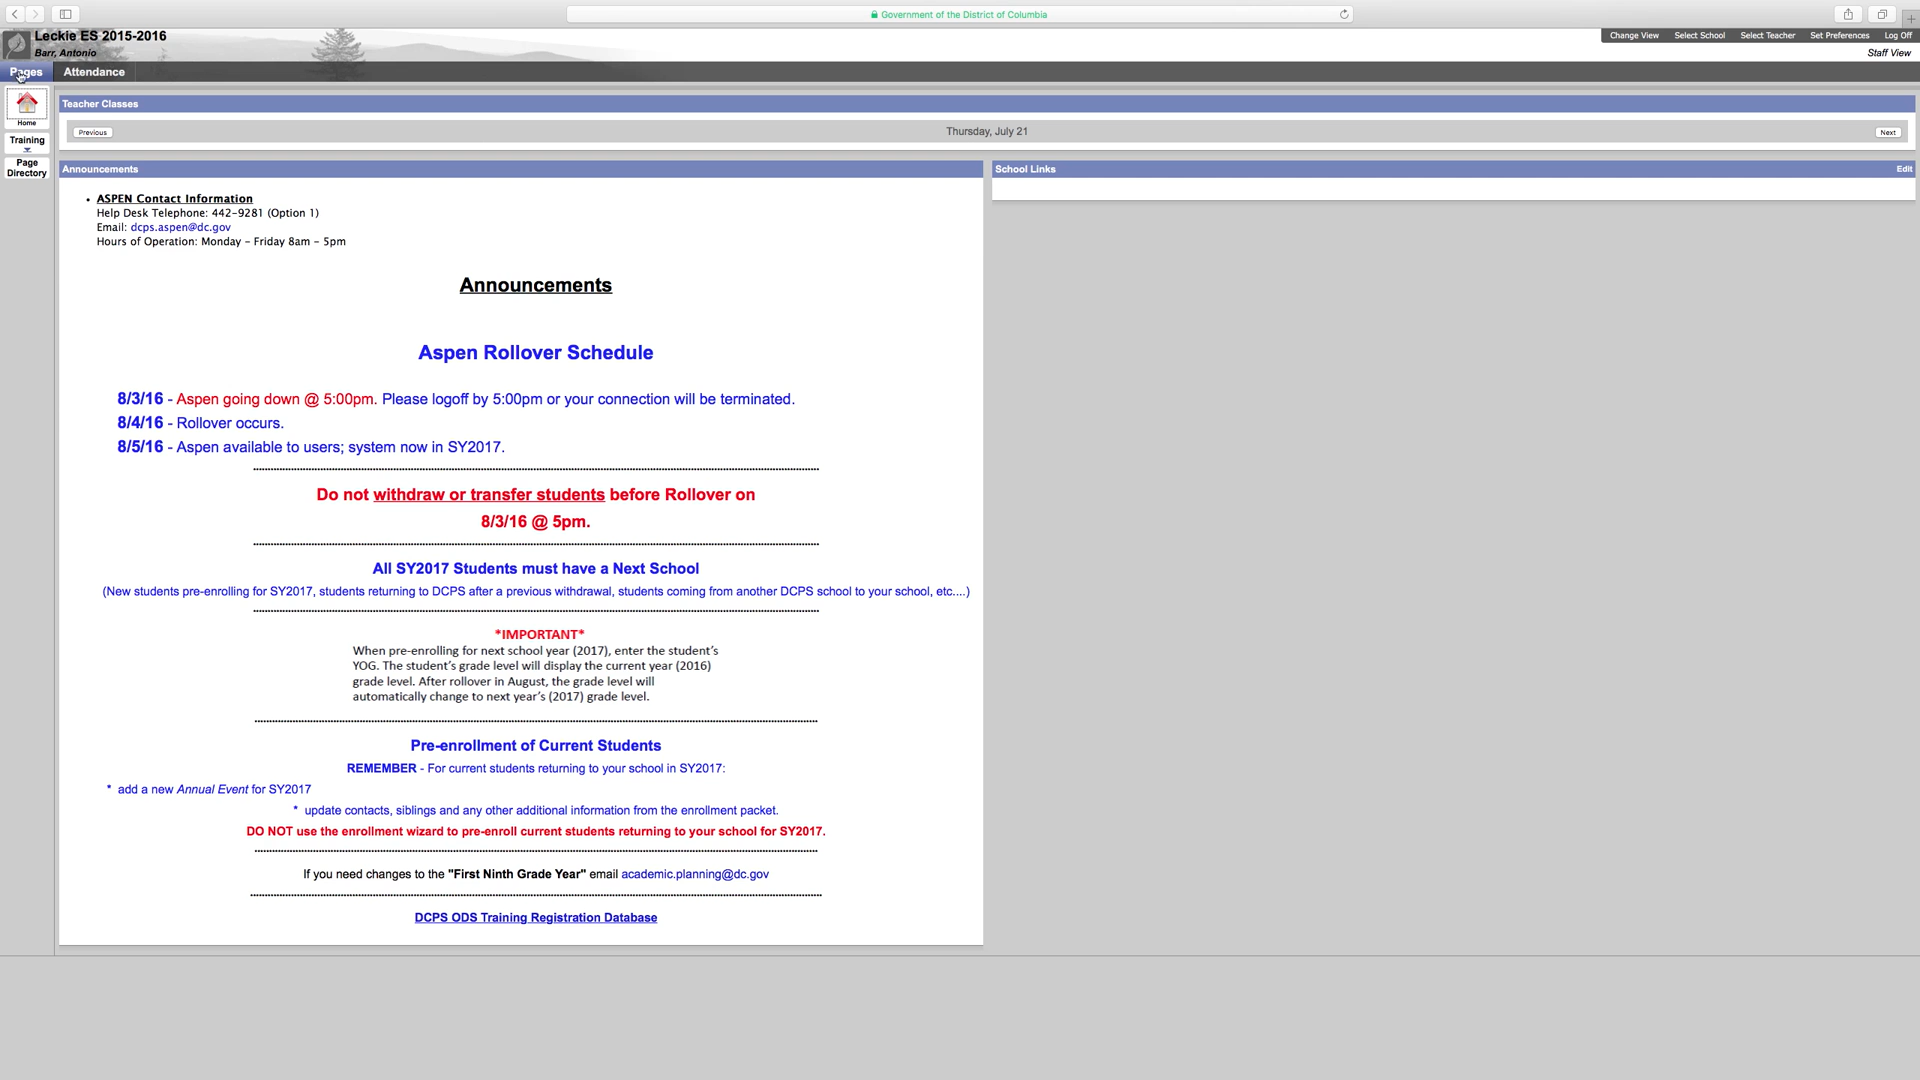 Government of the District of Columbia
Leckie ES 2015-2016
Barr, Antonio
Change View Select School Select Teacher Set Preferences Log Off
Staff View
Pages Attendance
Home
Training
Page
Directory
Teacher Classes
Previous Thursday, July 21 Next
Announcements
School Links Edit
• ASPEN Contact Information
Help Desk Telephone: 442-9281 (Option 1)
Email: dcps.aspen@dc.gov
Hours of Operation: Monday - Friday 8am - 5pm
Announcements
Aspen Rollover Schedule
8/3/16 - Aspen going down @ 5:00pm. Please logoff by 5:00pm or your connection will be terminated.
8/4/16 - Rollover occurs.
8/5/16 - Aspen available to users; system now in SY2017.
Do not withdraw or transfer students before Rollover on
8/3/16 @ 5pm.
All SY2017 Students must have a Next School
(New students pre-enrolling for SY2017, students returning to DCPS after a previous withdrawal, students coming from another DCPS school to your school, etc....)
*IMPORTANT*
When pre-enrolling for next school year (2017), enter the student's
YOG. The student's grade level will display the current year (2016)
grade level. After rollover in August, the grade level will
automatically change to next year's (2017) grade level.
Pre-enrollment of Current Students
REMEMBER - For current students returning to your school in SY2017:
* add a new Annual Event for SY2017
* update contacts, siblings and any other additional information from the enrollment packet.
DO NOT use the enrollment wizard to pre-enroll current students returning to your school for SY2017.
If you need changes to the "First Ninth Grade Year" email academic.planning@dc.gov
DCPS ODS Training Registration Database